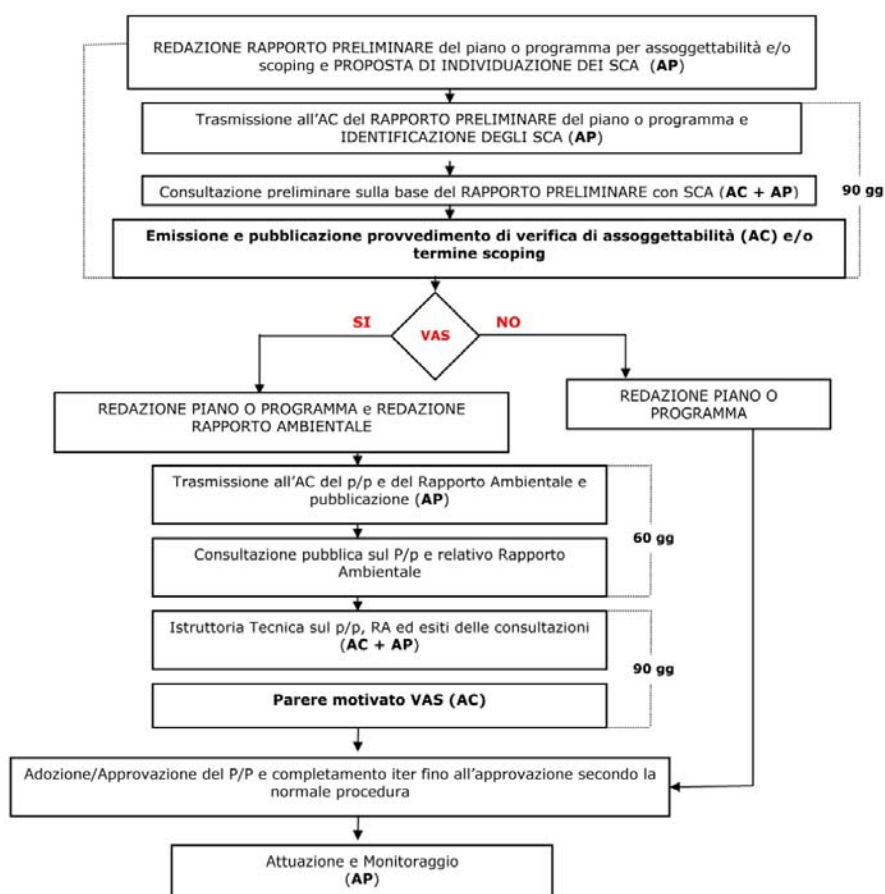 REDAZIONE RAPPORTO PRELIMINARE del piano o programma per assoggettabilità e/o
scoping e PROPOSTA DI INDIVIDUAZIONE DEI SCA (AP)
Trasmissione all'AC del RAPPORTO PRELIMINARE del piano o programma e
IDENTIFICAZIONE DEGLI SCA (AP)
Consultazione preliminare sulla base del RAPPORTO PRELIMINARE con SCA (AC + AP)
90 gg
Emissione e pubblicazione provvedimento di verifica di assoggettabilità (AC) e/o
termine scoping
SI
VAS
NO
REDAZIONE PIANO O PROGRAMMA e REDAZIONE
RAPPORTO AMBIENTALE
REDAZIONE PIANO O
PROGRAMMA
Trasmissione all'AC del p/p e del Rapporto Ambientale e
pubblicazione (AP)
60 gg
Consultazione pubblica sul P/p e relativo Rapporto
Ambientale
Istruttoria Tecnica sul p/p, RA ed esiti delle consultazioni
(AC + AP)
90 gg
Parere motivato VAS (AC)
Adozione/Approvazione del P/P e completamento iter fino all'approvazione secondo la
normale procedura
Attuazione e Monitoraggio
(AP)